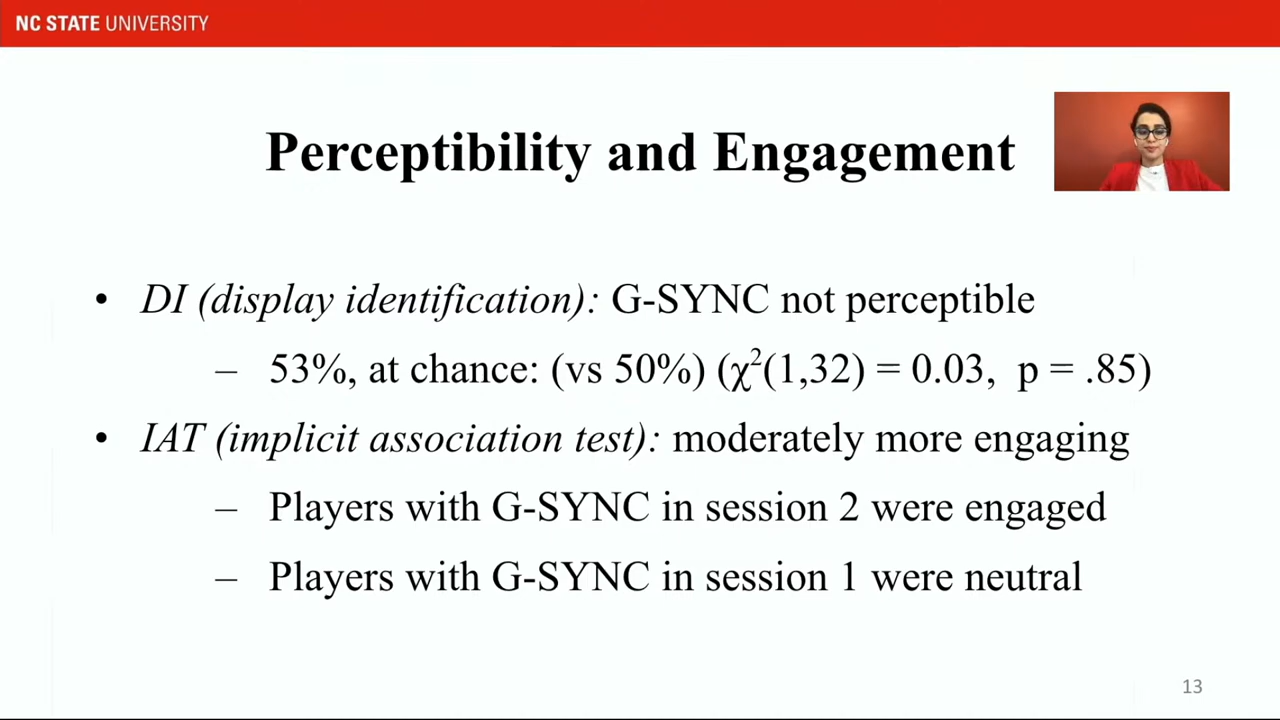 NC STATE UNIVERSITY
Perceptibility and Engagement
• DI (display identification): G-SYNC not perceptible
– 53%, at chance: (vs 50%) (χ²(1,32) = 0.03, p = .85)
• IAT (implicit association test): moderately more engaging
– Players with G-SYNC in session 2 were engaged
– Players with G-SYNC in session 1 were neutral
13